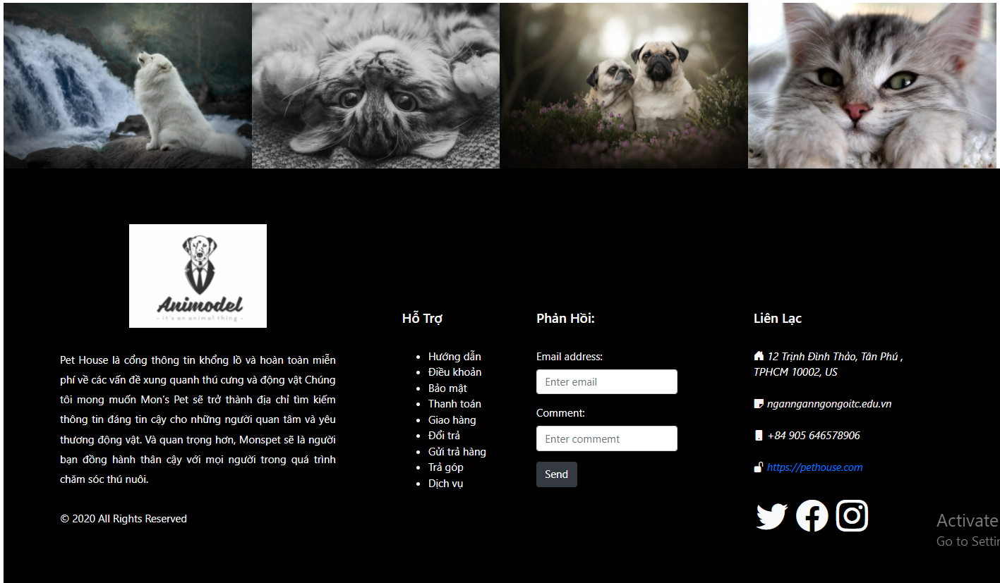 Animodel
- it's an animal thing -
Pet House là cổng thông tin khổng lồ và hoàn toàn miễn
phí về các vấn đề xung quanh thú cưng và động vật Chúng
tôi mong muốn Mon's Pet sẽ trở thành địa chỉ tìm kiếm
thông tin đáng tin cậy cho những người quan tâm và yêu
thương động vật. Và quan trọng hơn, Monspet sẽ là người
bạn đồng hành thân cậy với mọi người trong quá trình
chăm sóc thú nuôi.
© 2020 All Rights Reserved
Hỗ Trợ
Hướng dẫn
Điều khoản
Bảo mật
Thanh toán
Giao hàng
Đổi trả
Gửi trả hàng
Trả góp
Dịch vụ
Phản Hồi:
Email address:
Enter email
Comment:
Enter commemt
Send
Liên Lạc
12 Trịnh Đình Thảo, Tân Phú ,
TPHCM 10002, US
ngannganngongoitc.edu.vn
+84 905 646578906
https://pethouse.com
Activate
Go to Settin